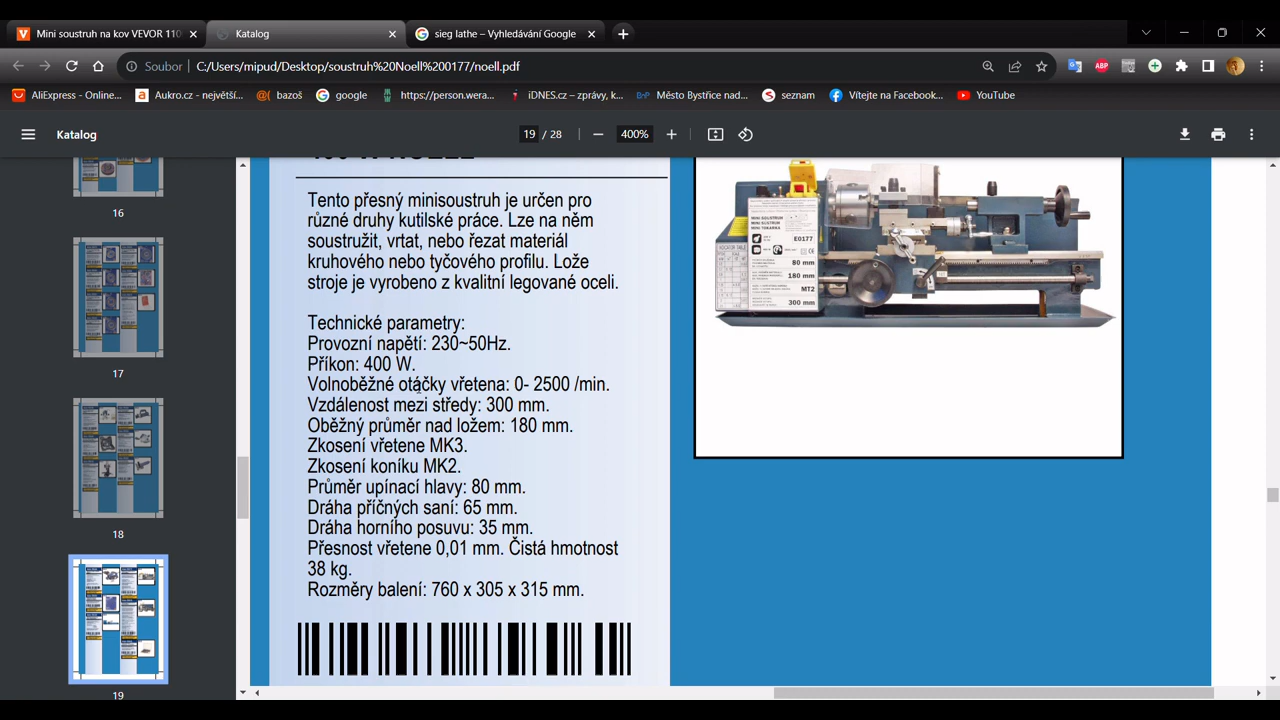 Mini soustruh na kov VEVOR 110
Katalog
sieg lathe – Vyhledávání Google
Soubor
C:/Users/mipud/Desktop/soustruh%20Noell%200177/noell.pdf
AliExpress - Online...
Aukro.cz - největší...
bazoš
google
https://person.wera...
iDNES.cz – zprávy, k...
Město Bystřice nad...
seznam
Vítejte na Facebook...
YouTube
Katalog
19 / 28
400%
16
17
18
19
Tento přesný minisoustruh je určen pro
různé druhy kutilské práce. Lze na něm
soustružit, vrtat, nebo řezat materiál
kruhového nebo tyčového profilu. Lože
stroje je vyrobeno z kvalitní legované oceli.
Technické parametry:
Provozní napětí: 230~50Hz.
Příkon: 400 W.
Volnoběžné otáčky vřetena: 0- 2500 /min.
Vzdálenost mezi středy: 300 mm.
Oběžný průměr nad ložem: 180 mm.
Zkosení vřetene MK3.
Zkosení koníku MK2.
Průměr upínací hlavy: 80 mm.
Dráha příčných saní: 65 mm.
Dráha horního posuvu: 35 mm.
Přesnost vřetene 0,01 mm. Čistá hmotnost
38 kg.
Rozměry balení: 760 x 305 x 315 mm.
MINI SOUSTRUH
MINI SÚSTRUH
MINI TOKARKA
E0177
80 mm
180 mm
MT2
300 mm